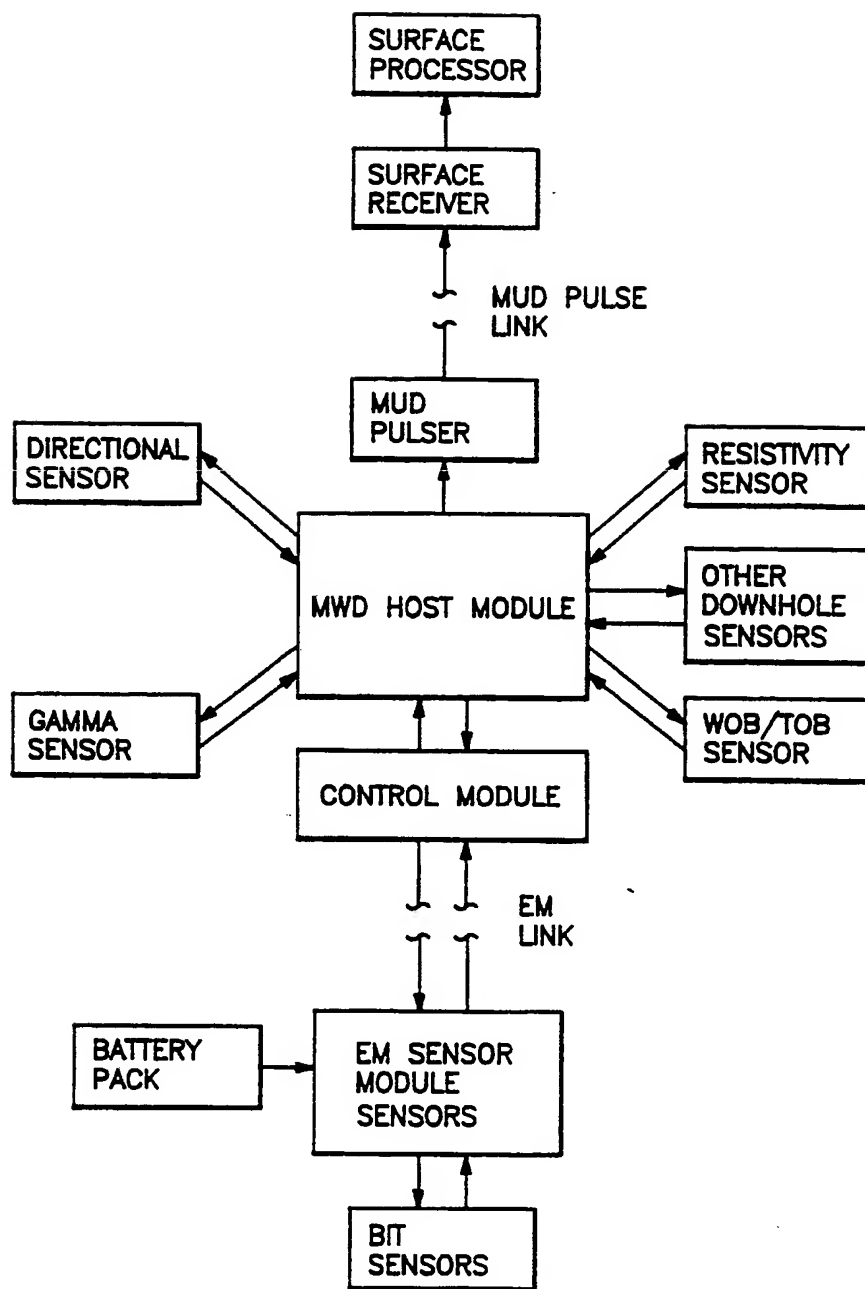 SURFACE
PROCESSOR
SURFACE
RECEIVER
MUD PULSE
LINK
MUD
PULSER
DIRECTIONAL
SENSOR
RESISTIVITY
SENSOR
MWD HOST MODULE
OTHER
DOWNHOLE
SENSORS
GAMMA
SENSOR
WOB/TOB
SENSOR
CONTROL MODULE
EM
LINK
BATTERY
PACK
EM SENSOR
MODULE
SENSORS
BIT
SENSORS